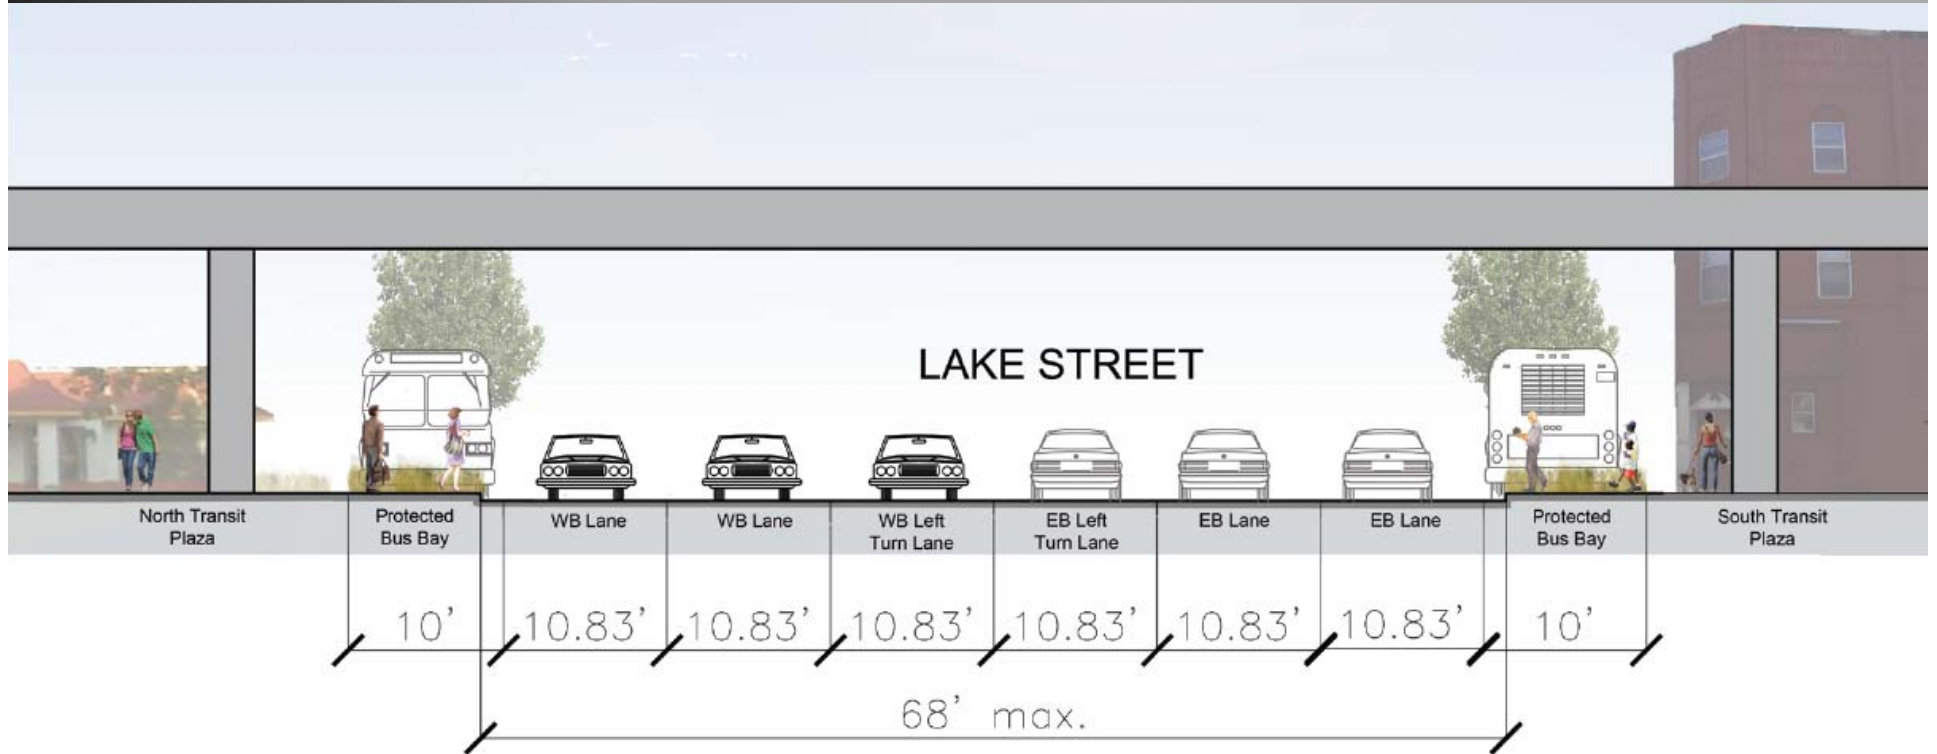 LAKE STREET
North Transit
Plaza
Protected
Bus Bay
WB Lane
WB Lane
WB Left
Turn Lane
EB Left
Turn Lane
EB Lane
EB Lane
Protected
Bus Bay
South Transit
Plaza
10'
10.83'
10.83'
10.83'
10.83'
10.83'
10.83'
10'
68' max.